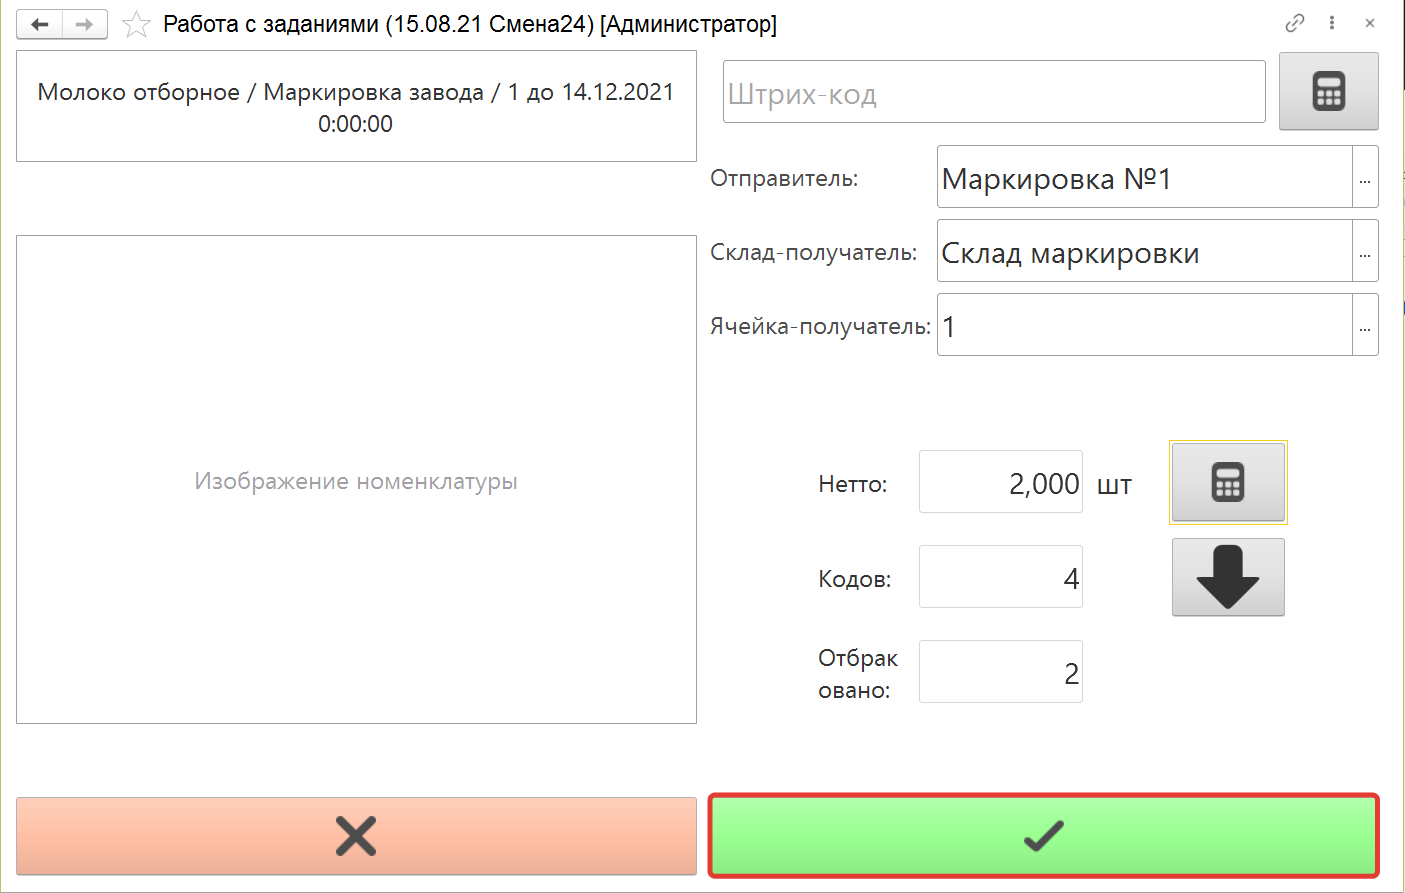 Работа с заданиями (15.08.21 Смена24) [Администратор]
Молоко отборное / Маркировка завода / 1 до 14.12.2021
0:00:00
Штрих-код
Отправитель:
Маркировка №1
...
Склад-получатель:
Склад маркировки
...
Ячейка-получатель:
1
...
Изображение номенклатуры
Нетто:
2,000
шт
Кодов:
4
Отбрак
овано:
2